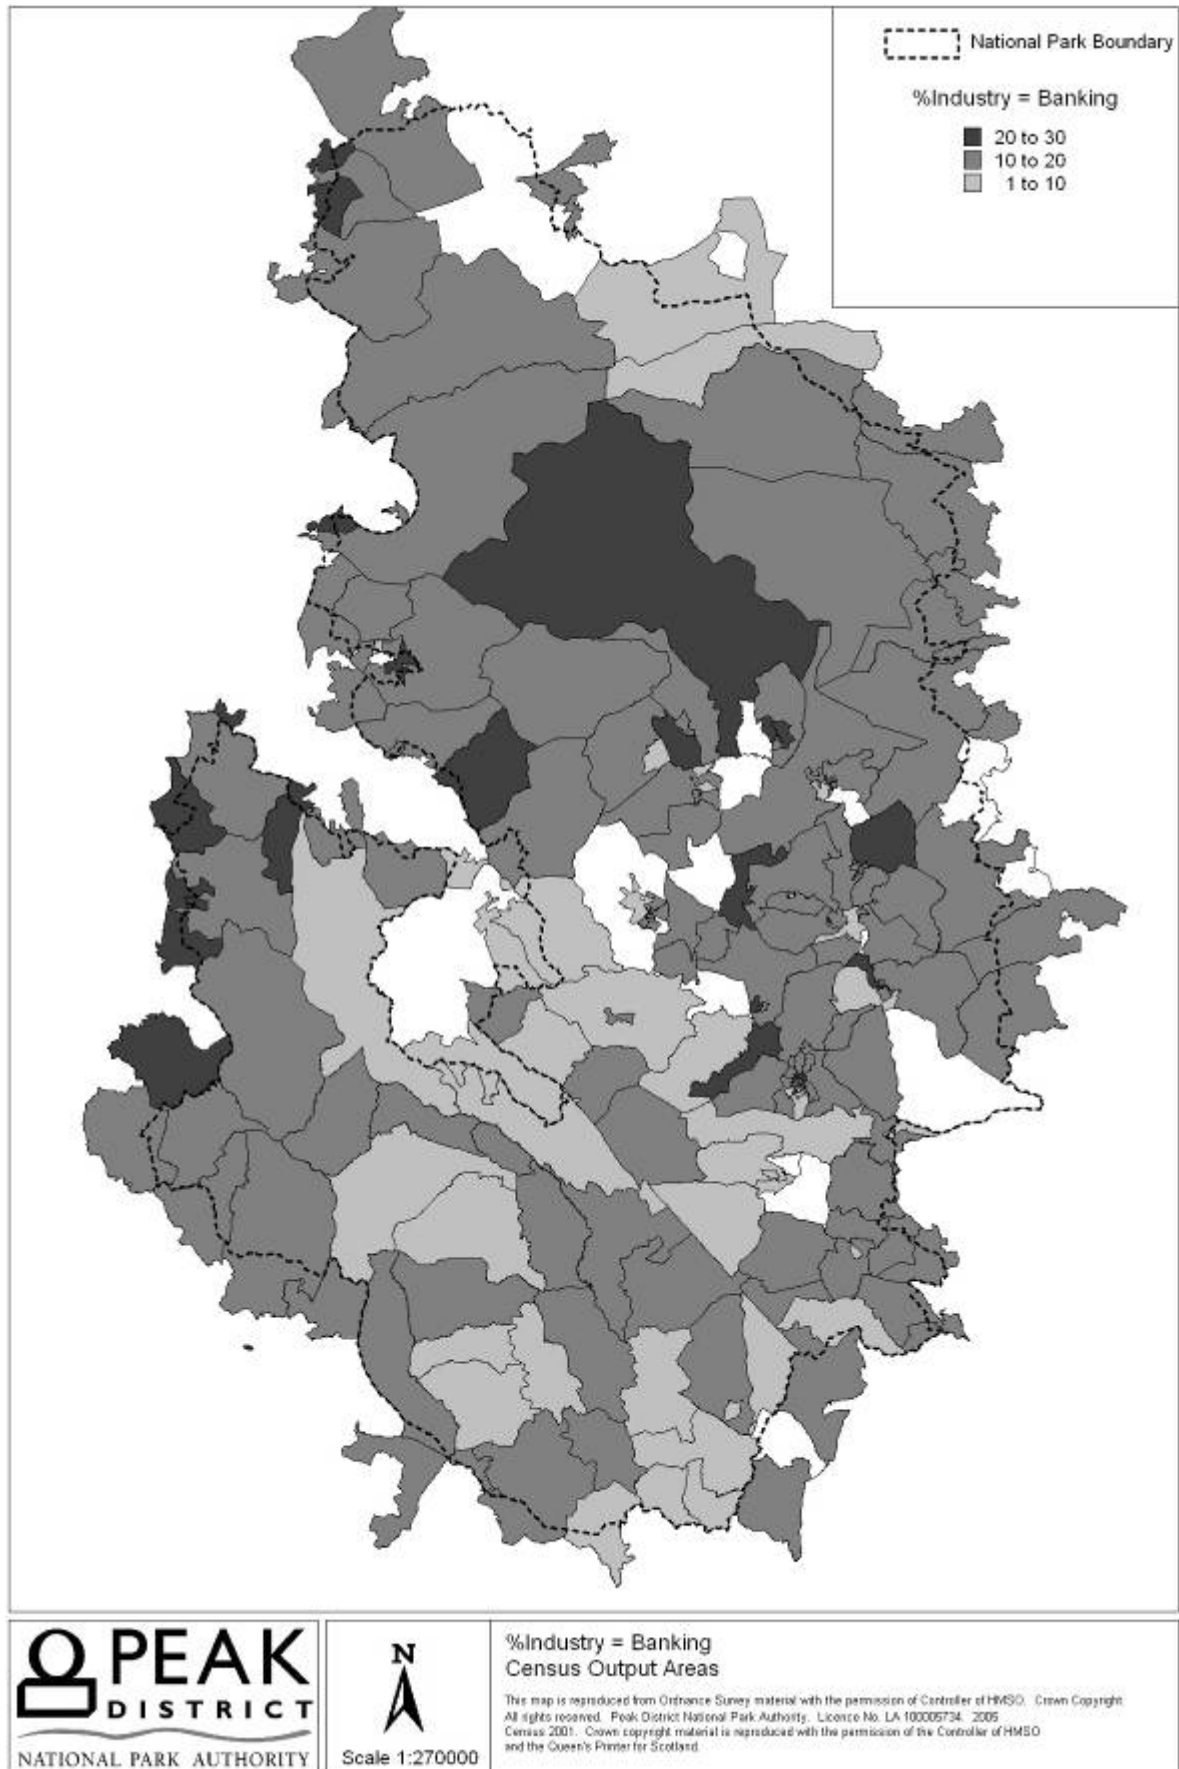 National Park Boundary
%Industry = Banking
20 to 30
10 to 20
1 to 10
PEAK
DISTRICT
NATIONAL PARK AUTHORITY
N
Scale 1:270000
%Industry = Banking
Census Output Areas
This map is reproduced from Ordnance Survey material with the permission of Controller of HMSO. Crown Copyright.
All rights reserved. Peak District National Park Authority. Licence No. LA 100005734. 2005
Census 2001. Crown copyright material is reproduced with the permission of the Controller of HMSO
and the Queen's Printer for Scotland.